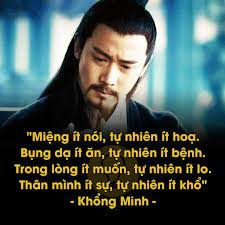 "Miệng ít nói, tự nhiên ít hoạ.
Bụng dạ ít ăn, tự nhiên ít bệnh.
Trong lòng ít muốn, tự nhiên ít lo.
Thân mình ít sự, tự nhiên ít khổ"
- Khổng Minh -